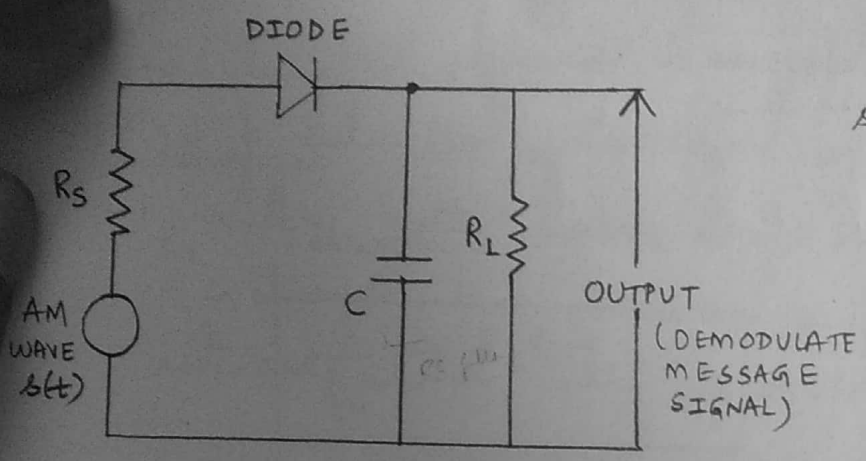 DIODE
RS
RL
C
AM
WAVE
s(t)
OUTPUT
(DEMODULATE
MESSAGE
SIGNAL)